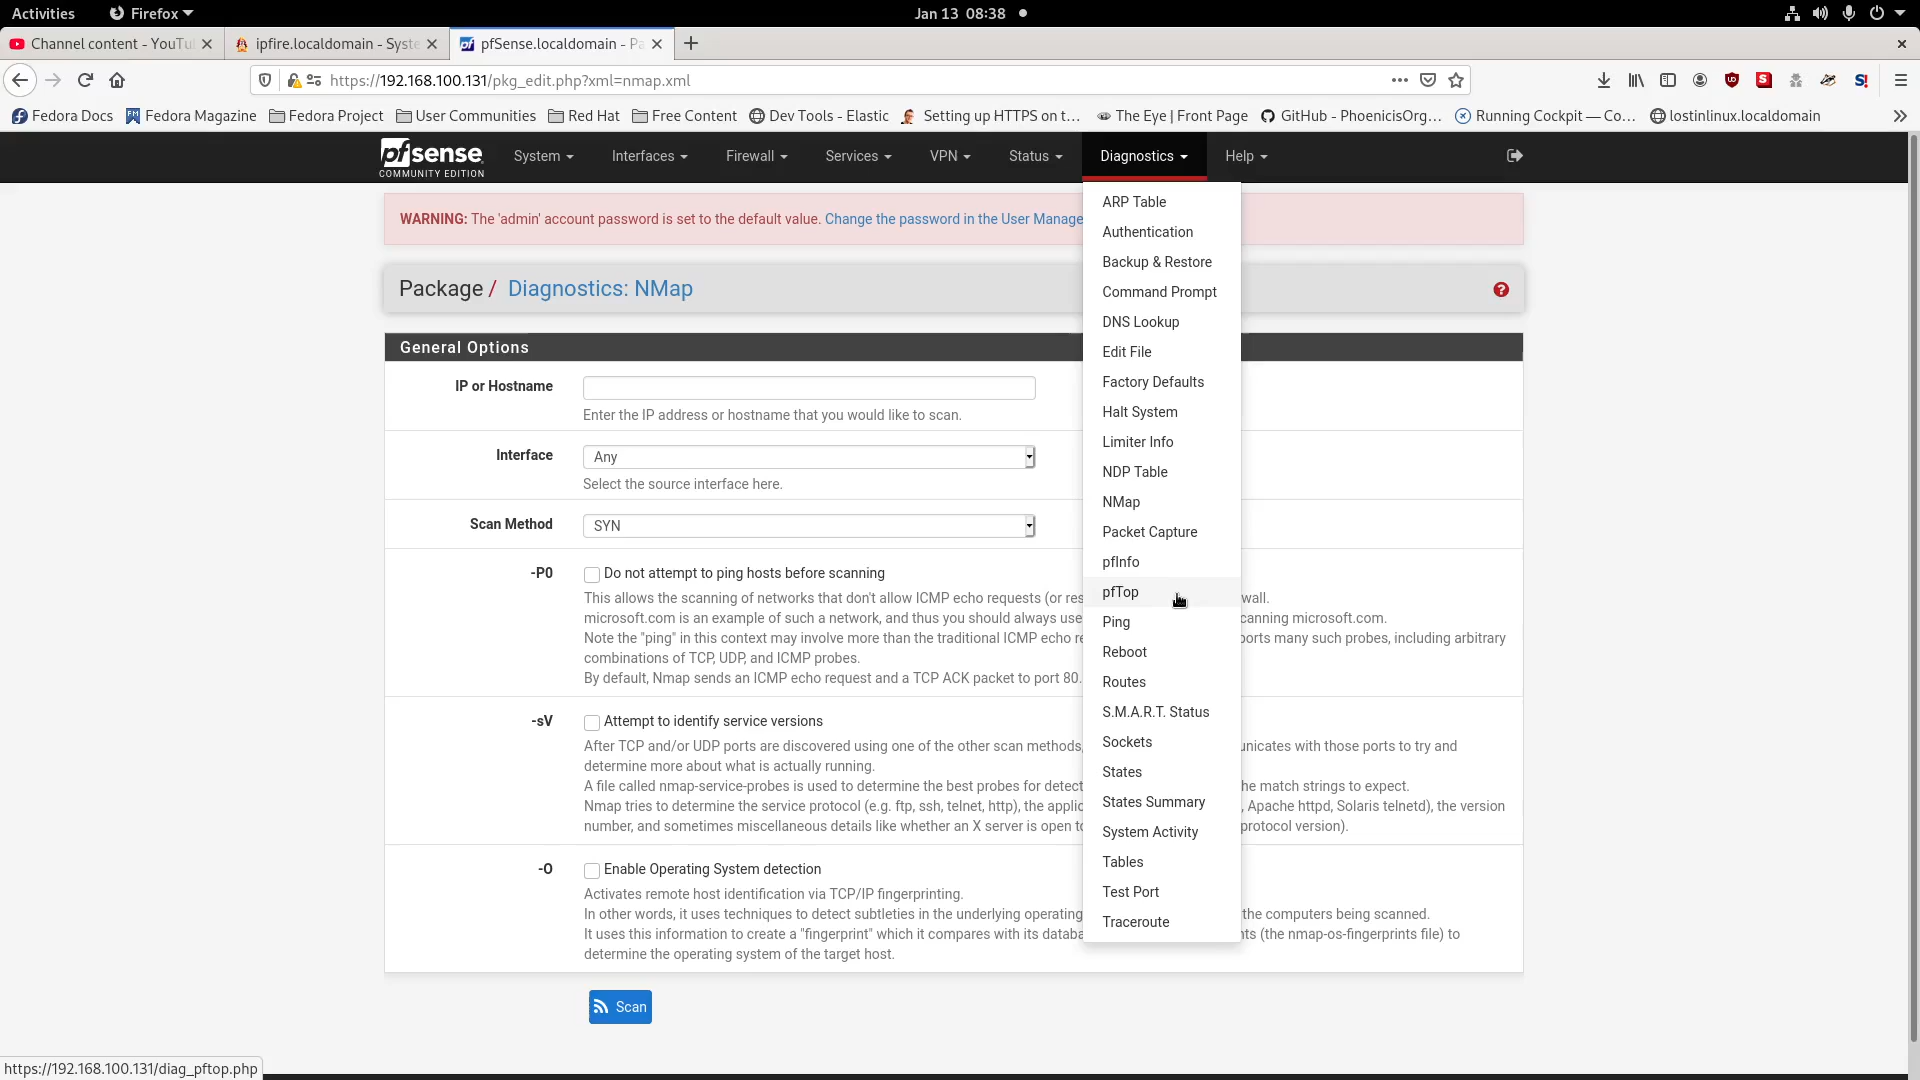 Activities
Firefox
Jan 13 08:38
Channel content - YouTu
ipfire.localdomain - Syste
pfSense.localdomain - Pa
https://192.168.100.131/pkg_edit.php?xml=nmap.xml
Fedora Docs
Fedora Magazine
Fedora Project
User Communities
Red Hat
Free Content
Dev Tools - Elastic
Setting up HTTPS on t...
The Eye | Front Page
GitHub - PhoenicisOrg...
Running Cockpit — Co...
lostinlinux.localdomain
pfsense
COMMUNITY EDITION
System
Interfaces
Firewall
Services
VPN
Status
Diagnostics
Help
WARNING: The 'admin' account password is set to the default value. Change the password in the User Manage
Package / Diagnostics: NMap
General Options
IP or Hostname
Enter the IP address or hostname that you would like to scan.
Interface
Any
Select the source interface here.
Scan Method
SYN
-P0
Do not attempt to ping hosts before scanning
This allows the scanning of networks that don't allow ICMP echo requests (or res wall.
microsoft.com is an example of such a network, and thus you should always use canning microsoft.com.
Note the "ping" in this context may involve more than the traditional ICMP echo re ports many such probes, including arbitrary
combinations of TCP, UDP, and ICMP probes.
By default, Nmap sends an ICMP echo request and a TCP ACK packet to port 80.
-sV
Attempt to identify service versions
After TCP and/or UDP ports are discovered using one of the other scan methods, unicates with those ports to try and
determine more about what is actually running.
A file called nmap-service-probes is used to determine the best probes for detect the match strings to expect.
Nmap tries to determine the service protocol (e.g. ftp, ssh, telnet, http), the applic , Apache httpd, Solaris telnetd), the version
number, and sometimes miscellaneous details like whether an X server is open to protocol version).
-O
Enable Operating System detection
Activates remote host identification via TCP/IP fingerprinting.
In other words, it uses techniques to detect subtleties in the underlying operating the computers being scanned.
It uses this information to create a "fingerprint" which it compares with its databa nts (the nmap-os-fingerprints file) to
determine the operating system of the target host.
Scan
ARP Table
Authentication
Backup & Restore
Command Prompt
DNS Lookup
Edit File
Factory Defaults
Halt System
Limiter Info
NDP Table
NMap
Packet Capture
pfInfo
pfTop
Ping
Reboot
Routes
S.M.A.R.T. Status
Sockets
States
States Summary
System Activity
Tables
Test Port
Traceroute
https://192.168.100.131/diag_pftop.php